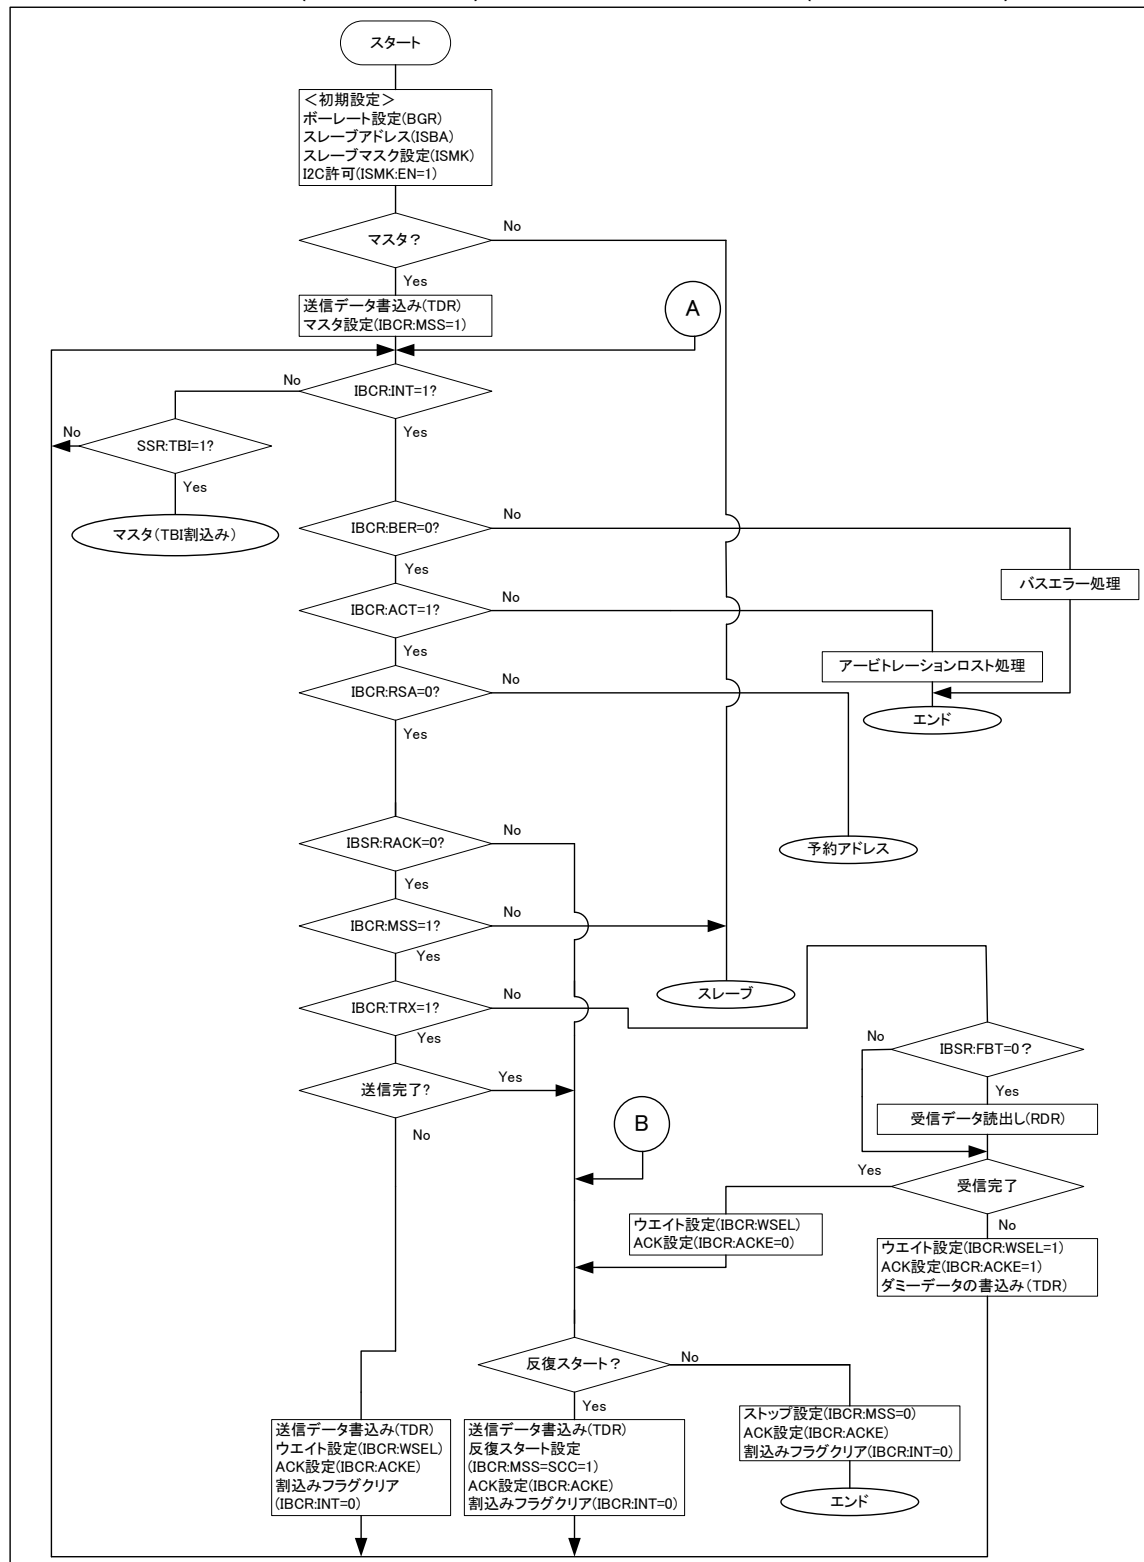 スタート
＜初期設定＞
ボーレート設定(BGR)
スレーブアドレス(ISBA)
スレーブマスク設定(ISMK)
I2C許可(ISMK:EN=1)
マスタ？
No
Yes
送信データ書込み(TDR)
マスタ設定(IBCR:MSS=1)
A
IBCR:INT=1?
No
Yes
SSR:TBI=1?
No
Yes
マスタ(TBI割込み)
IBCR:BER=0?
No
Yes
バスエラー処理
IBCR:ACT=1?
No
Yes
アービトレーションロスト処理
エンド
IBCR:RSA=0?
No
Yes
予約アドレス
IBSR:RACK=0?
No
Yes
IBCR:MSS=1?
No
Yes
スレーブ
IBCR:TRX=1?
No
Yes
IBSR:FBT=0？
No
Yes
受信データ読出し(RDR)
送信完了?
Yes
No
B
受信完了
Yes
No
ウエイト設定(IBCR:WSEL)
ACK設定(IBCR:ACKE=0)
ウエイト設定(IBCR:WSEL=1)
ACK設定(IBCR:ACKE=1)
ダミーデータの書込み(TDR)
反復スタート？
No
Yes
送信データ書込み(TDR)
ウエイト設定(IBCR:WSEL)
ACK設定(IBCR:ACKE)
割込みフラグクリア
(IBCR:INT=0)
送信データ書込み(TDR)
反復スタート設定
(IBCR:MSS=SCC=1)
ACK設定(IBCR:ACKE)
割込みフラグクリア(IBCR:INT=0)
ストップ設定(IBCR:MSS=0)
ACK設定(IBCR:ACKE)
割込みフラグクリア(IBCR:INT=0)
エンド